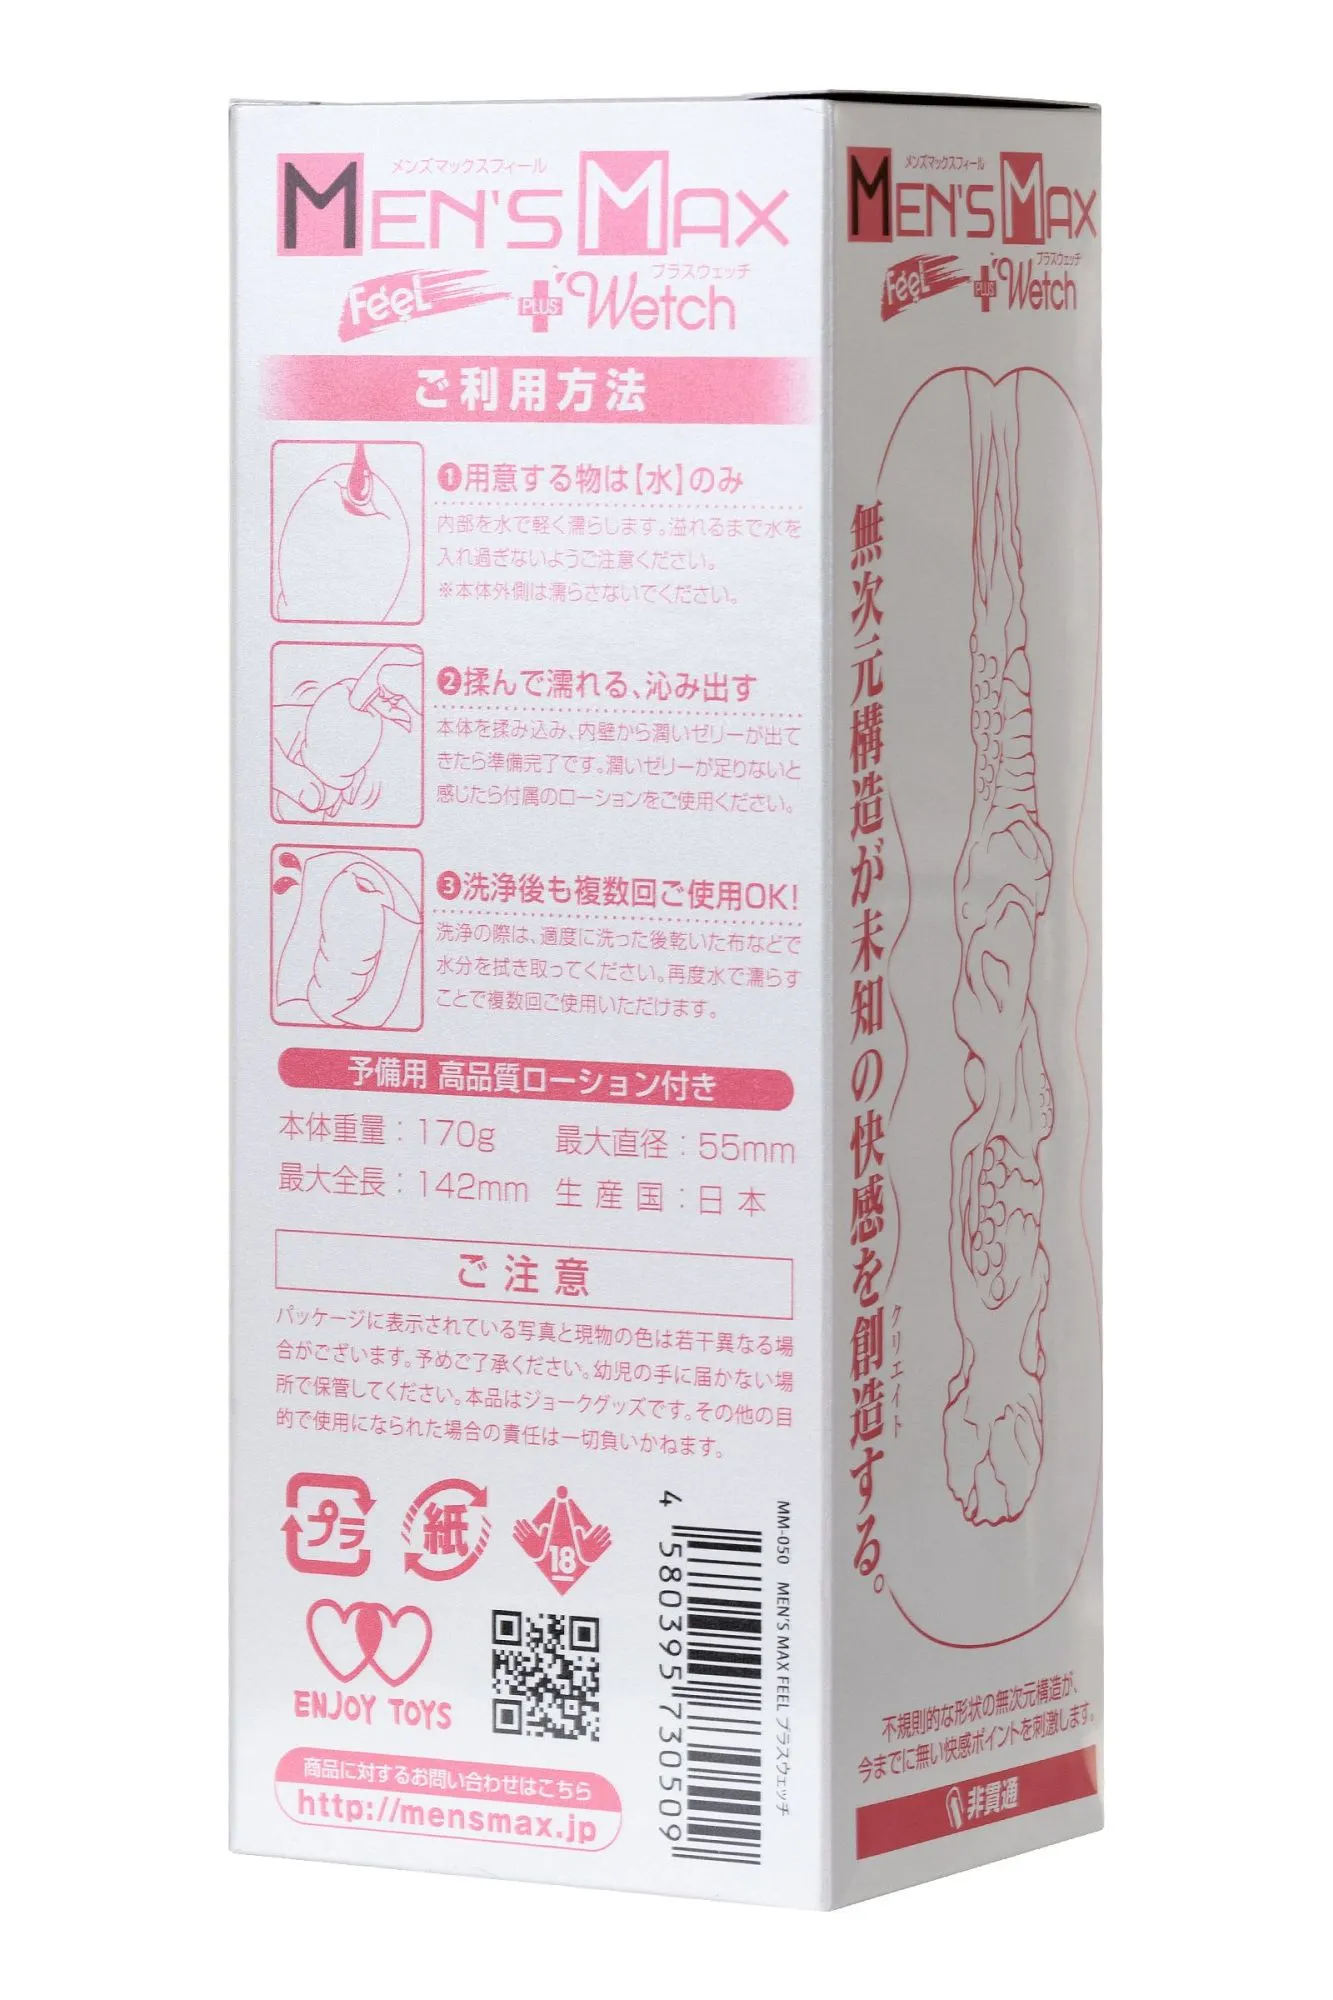 メンズマックスフィール
MEN'S MAX
プラスウェッチ
Feel PLUS Wetch
ご利用方法
❶用意する物は【水】のみ
内部を水で軽く濡らします。溢れるまで水を
入れ過ぎないようご注意ください。
※本体外側は濡らさないでください。
❷揉んで濡れる、沁み出す
本体を揉み込み、内壁から潤いゼリーが出て
きたら準備完了です。潤いゼリーが足りないと
感じたら付属のローションをご使用ください。
❸洗浄後も複数回ご使用OK!
洗浄の際は、適度に洗った後乾いた布などで
水分を拭き取ってください。再度水で濡らす
ことで複数回ご使用いただけます。
予備用 高品質ローション付き
本体重量:170g 最大直径:55mm
最大全長:142mm 生産国:日本
ご注意
パッケージに表示されている写真と現物の色は若干異なる場
合がございます。予めご了承ください。幼児の手に届かない場
所で保管してください。本品はジョークグッズです。その他の目
的で使用になられた場合の責任は一切負いかねます。
プラ
紙
18
ENJOY TOYS
商品に対するお問い合わせはこちら
http://mensmax.jp
4 580395 730509
MM-050 MEN'S MAX FEEL プラスウェッチ
メンズマックスフィール
MEN'S MAX
プラスウェッチ
Feel PLUS Wetch
無次元構造が未知の快感を創造する。
クリエイト
不規則的な形状の無次元構造が、
今までに無い快感ポイントを刺激します。
非貫通